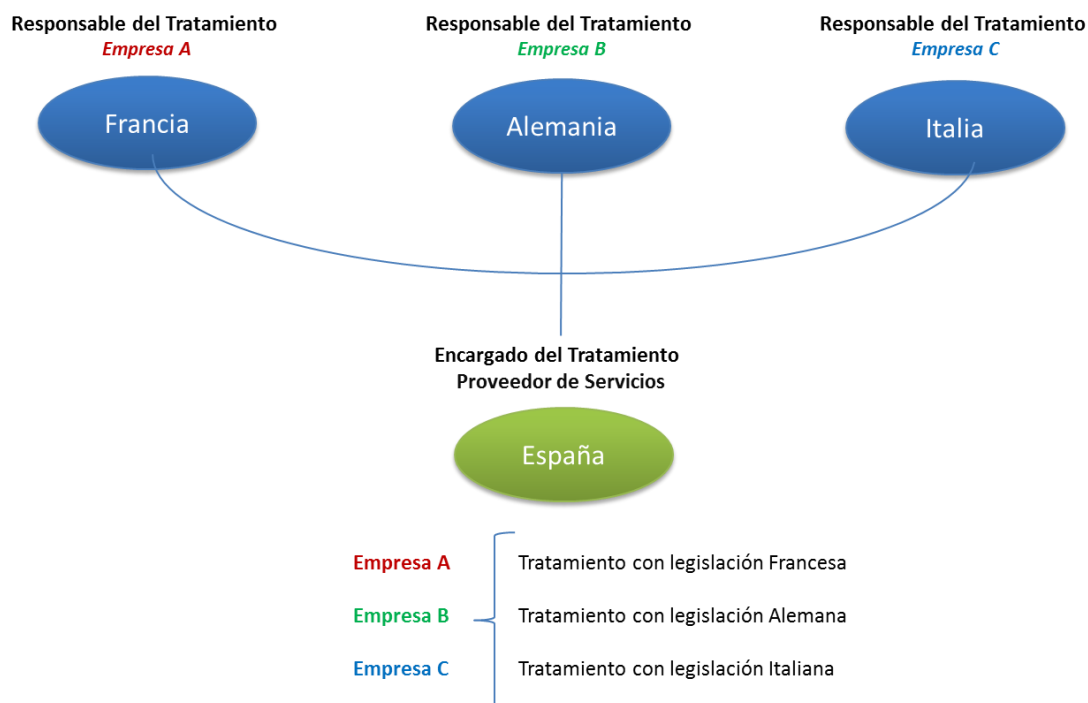 Responsable del Tratamiento
Empresa A
Francia
Responsable del Tratamiento
Empresa B
Alemania
Responsable del Tratamiento
Empresa C
Italia
Encargado del Tratamiento
Proveedor de Servicios
España
Empresa A Tratamiento con legislación Francesa
Empresa B Tratamiento con legislación Alemana
Empresa C Tratamiento con legislación Italiana